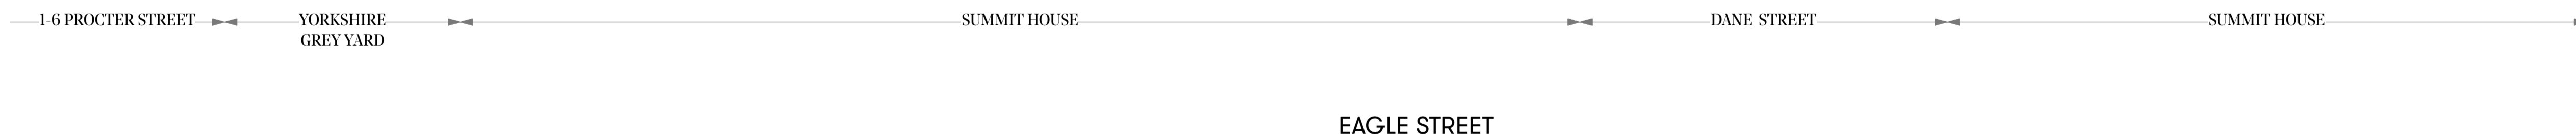 1-6 PROCTER STREET YORKSHIRE SUMMIT HOUSE DANE STREET SUMMIT HOUSE
GREY YARD
EAGLE STREET